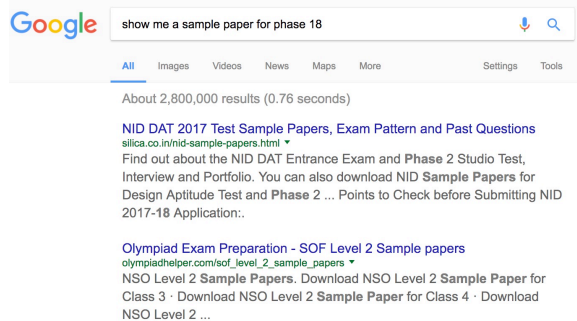 Google
show me a sample paper for phase 18
All Images Videos News Maps More Settings Tools
About 2,800,000 results (0.76 seconds)
NID DAT 2017 Test Sample Papers, Exam Pattern and Past Questions
silica.co.in/nid-sample-papers.html
Find out about the NID DAT Entrance Exam and Phase 2 Studio Test,
Interview and Portfolio. You can also download NID Sample Papers for
Design Aptitude Test and Phase 2 ... Points to Check before Submitting NID
2017-18 Application:.
Olympiad Exam Preparation - SOF Level 2 Sample papers
olympiadhelper.com/sof_level_2_sample_papers
NSO Level 2 Sample Papers. Download NSO Level 2 Sample Paper for
Class 3 · Download NSO Level 2 Sample Paper for Class 4 · Download
NSO Level 2 ...